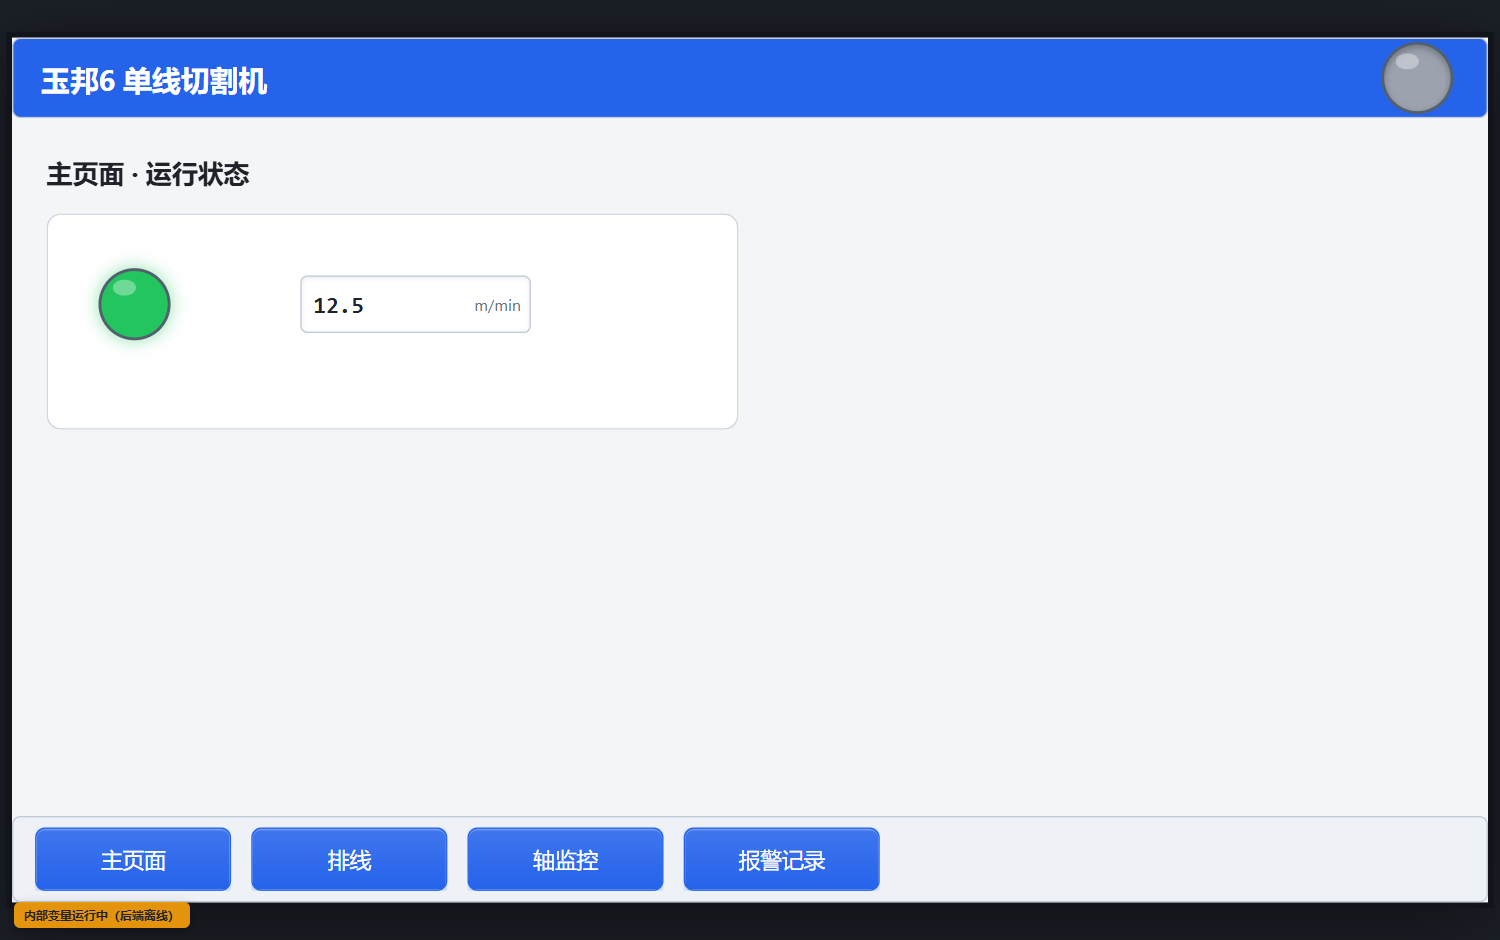 玉邦6 单线切割机
主页面 · 运行状态
12.5 m/min
主页面 排线 轴监控 报警记录
内部变量运行中（后端离线）